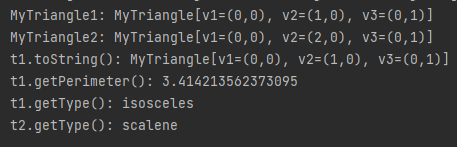 MyTriangle1: MyTriangle[v1=(0,0), v2=(1,0), v3=(0,1)]
MyTriangle2: MyTriangle[v1=(0,0), v2=(2,0), v3=(0,1)]
t1.toString(): MyTriangle[v1=(0,0), v2=(1,0), v3=(0,1)]
t1.getPerimeter(): 3.414213562373095
t1.getType(): isosceles
t2.getType(): scalene